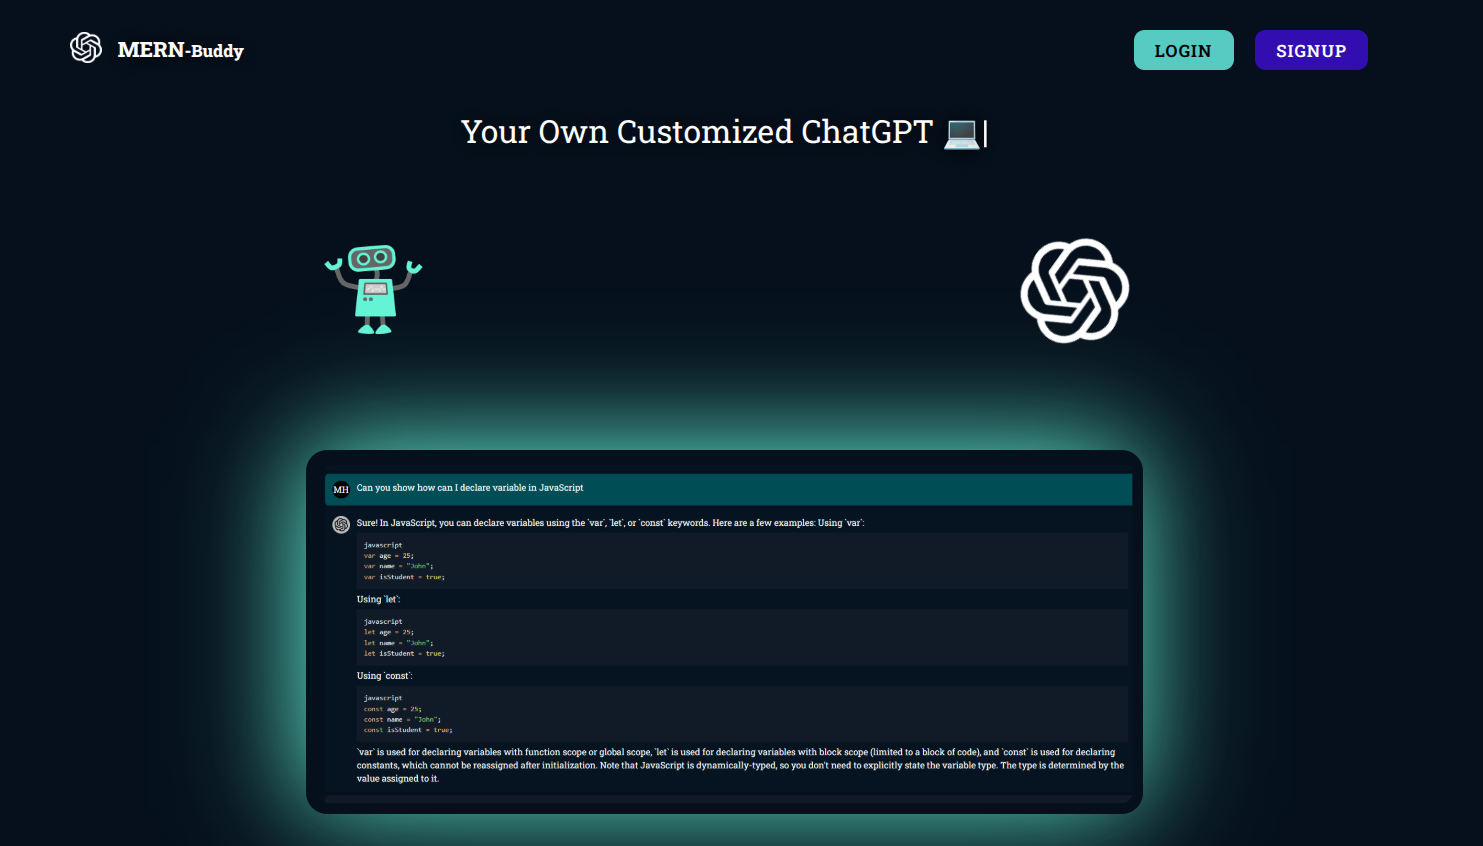 MERN-Buddy
LOGIN
SIGNUP
Your Own Customized ChatGPT 💻|
MH
Can you show how can I declare variable in JavaScript
Sure! In JavaScript, you can declare variables using the `var`, `let`, or `const` keywords. Here are a few examples: Using `var`:
javascript
var age = 25;
var name = "John";
var isStudent = true;
Using `let`:
javascript
let age = 25;
let name = "John";
let isStudent = true;
Using `const`:
javascript
const age = 25;
const name = "John";
const isStudent = true;
`var` is used for declaring variables with function scope or global scope, `let` is used for declaring variables with block scope (limited to a block of code), and `const` is used for declaring
constants, which cannot be reassigned after initialization. Note that JavaScript is dynamically-typed, so you don't need to explicitly state the variable type. The type is determined by the
value assigned to it.